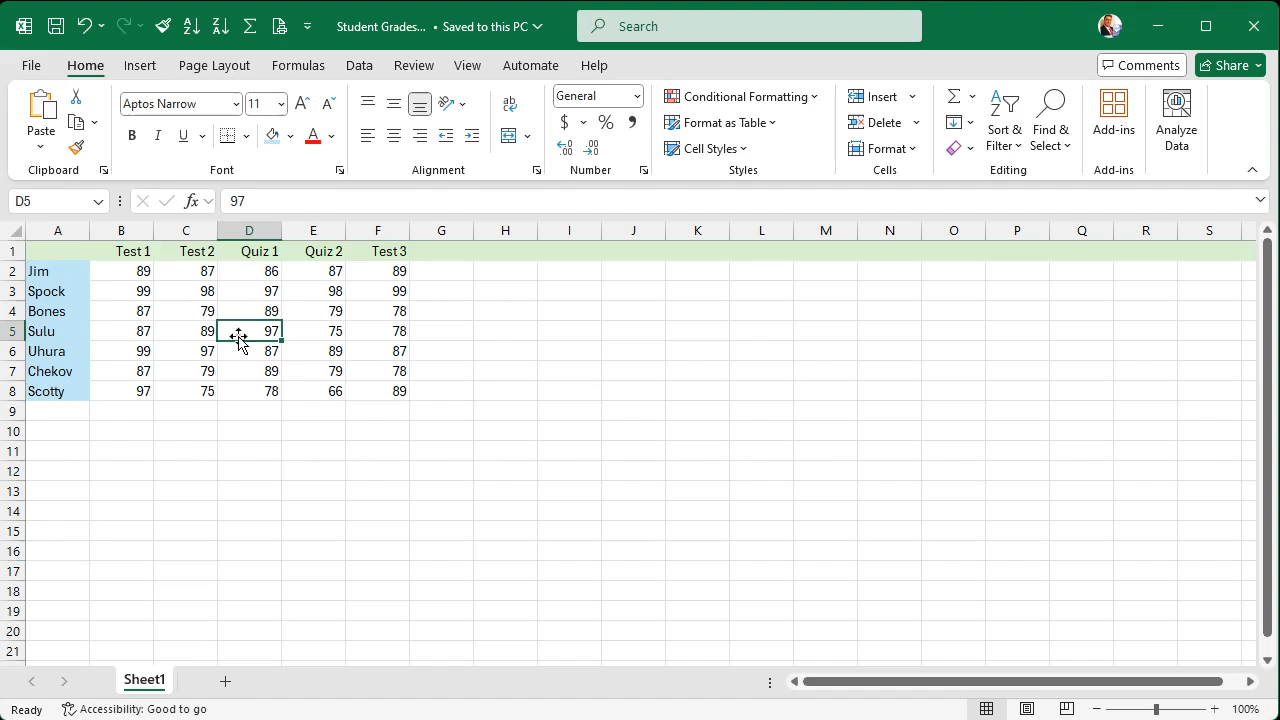 Student Grades... • Saved to this PC
Search
File Home Insert Page Layout Formulas Data Review View Automate Help Comments Share
Paste
Clipboard
Aptos Narrow 11
B I U
Font
ab
Alignment
General
$ % 9
Number
Conditional Formatting
Format as Table
Cell Styles
Styles
Insert
Delete
Format
Cells
Sort & Filter
Find & Select
Editing
Add-ins
Add-ins
Analyze Data
D5 fx 97
A B C D E F G H I J K L M N O P Q R S
1 Test 1 Test 2 Quiz 1 Quiz 2 Test 3
2 Jim 89 87 86 87 89
3 Spock 99 98 97 98 99
4 Bones 87 79 89 79 78
5 Sulu 87 89 97 75 78
6 Uhura 99 97 87 89 87
7 Chekov 87 79 89 79 78
8 Scotty 97 75 78 66 89
9
10
11
12
13
14
15
16
17
18
19
20
21
Sheet1
Ready Accessibility: Good to go 100%